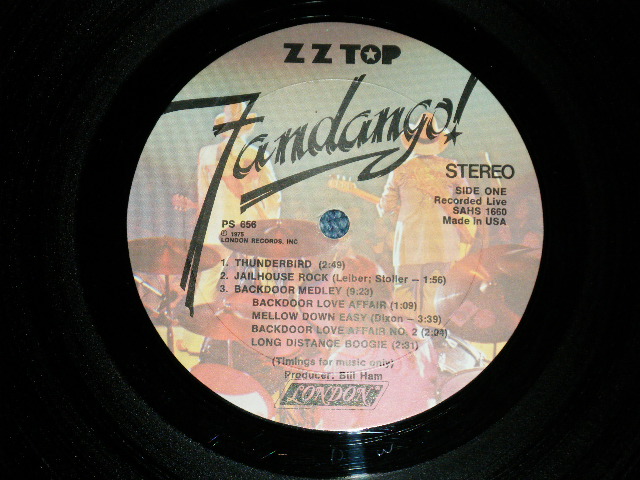 ZZ TOP
Fandango!
STEREO
SIDE ONE
Recorded Live
SAHS 1660
Made in USA
PS 656
℗ 1975
LONDON RECORDS, INC
1. THUNDERBIRD (2:49)
2. JAILHOUSE ROCK (Leiber; Stoller – 1:56)
3. BACKDOOR MEDLEY (9:23)
BACKDOOR LOVE AFFAIR (1:09)
MELLOW DOWN EASY (Dixon – 3:39)
BACKDOOR LOVE AFFAIR NO. 2 (2:04)
LONG DISTANCE BOOGIE (2:31)
(Timings for music only)
Producer: Bill Ham
LONDON